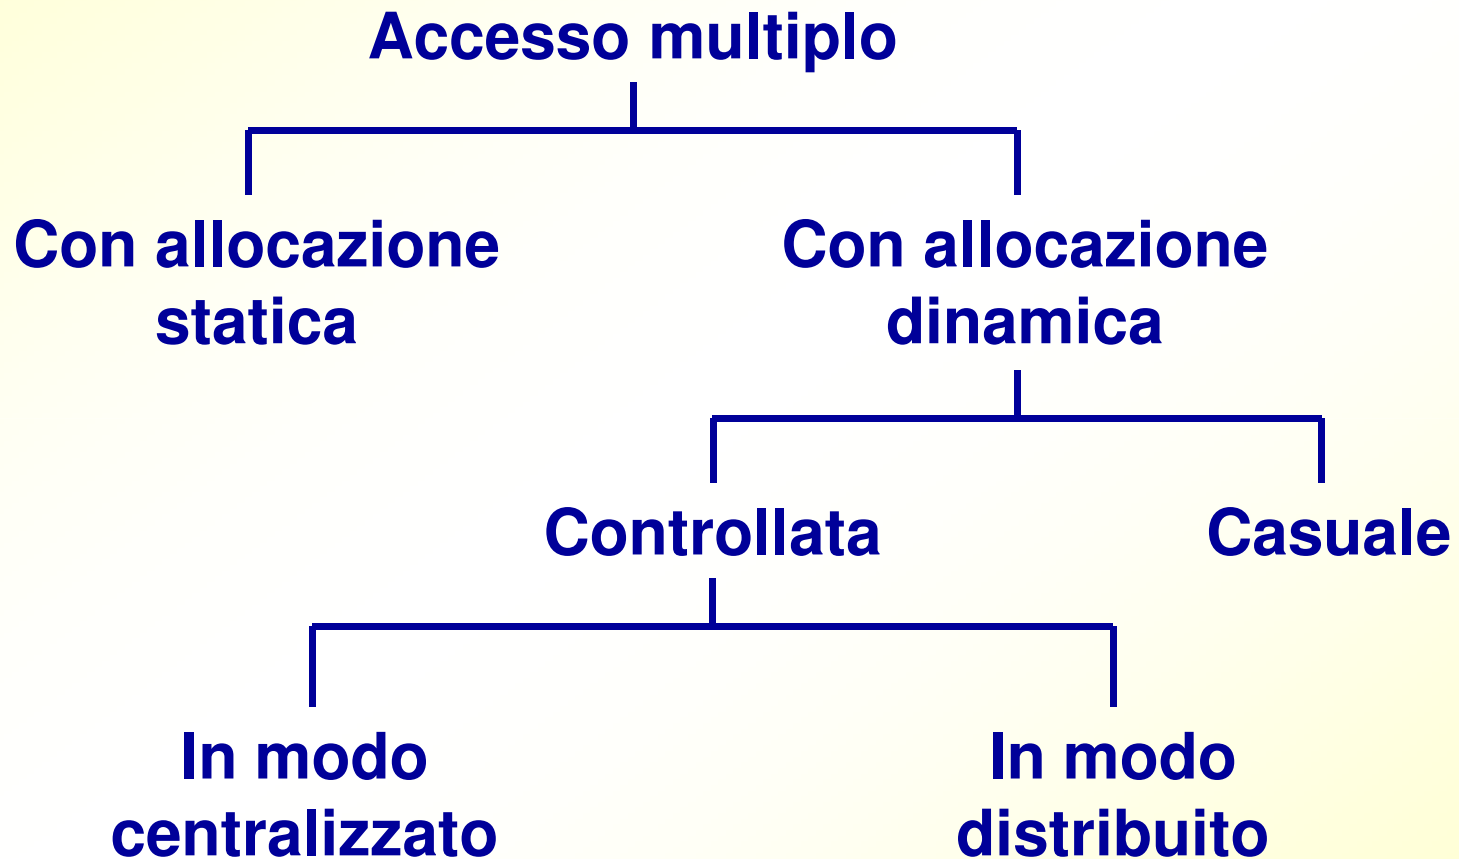 Accesso multiplo
Con allocazione
statica
Con allocazione
dinamica
Controllata
Casuale
In modo
centralizzato
In modo
distribuito